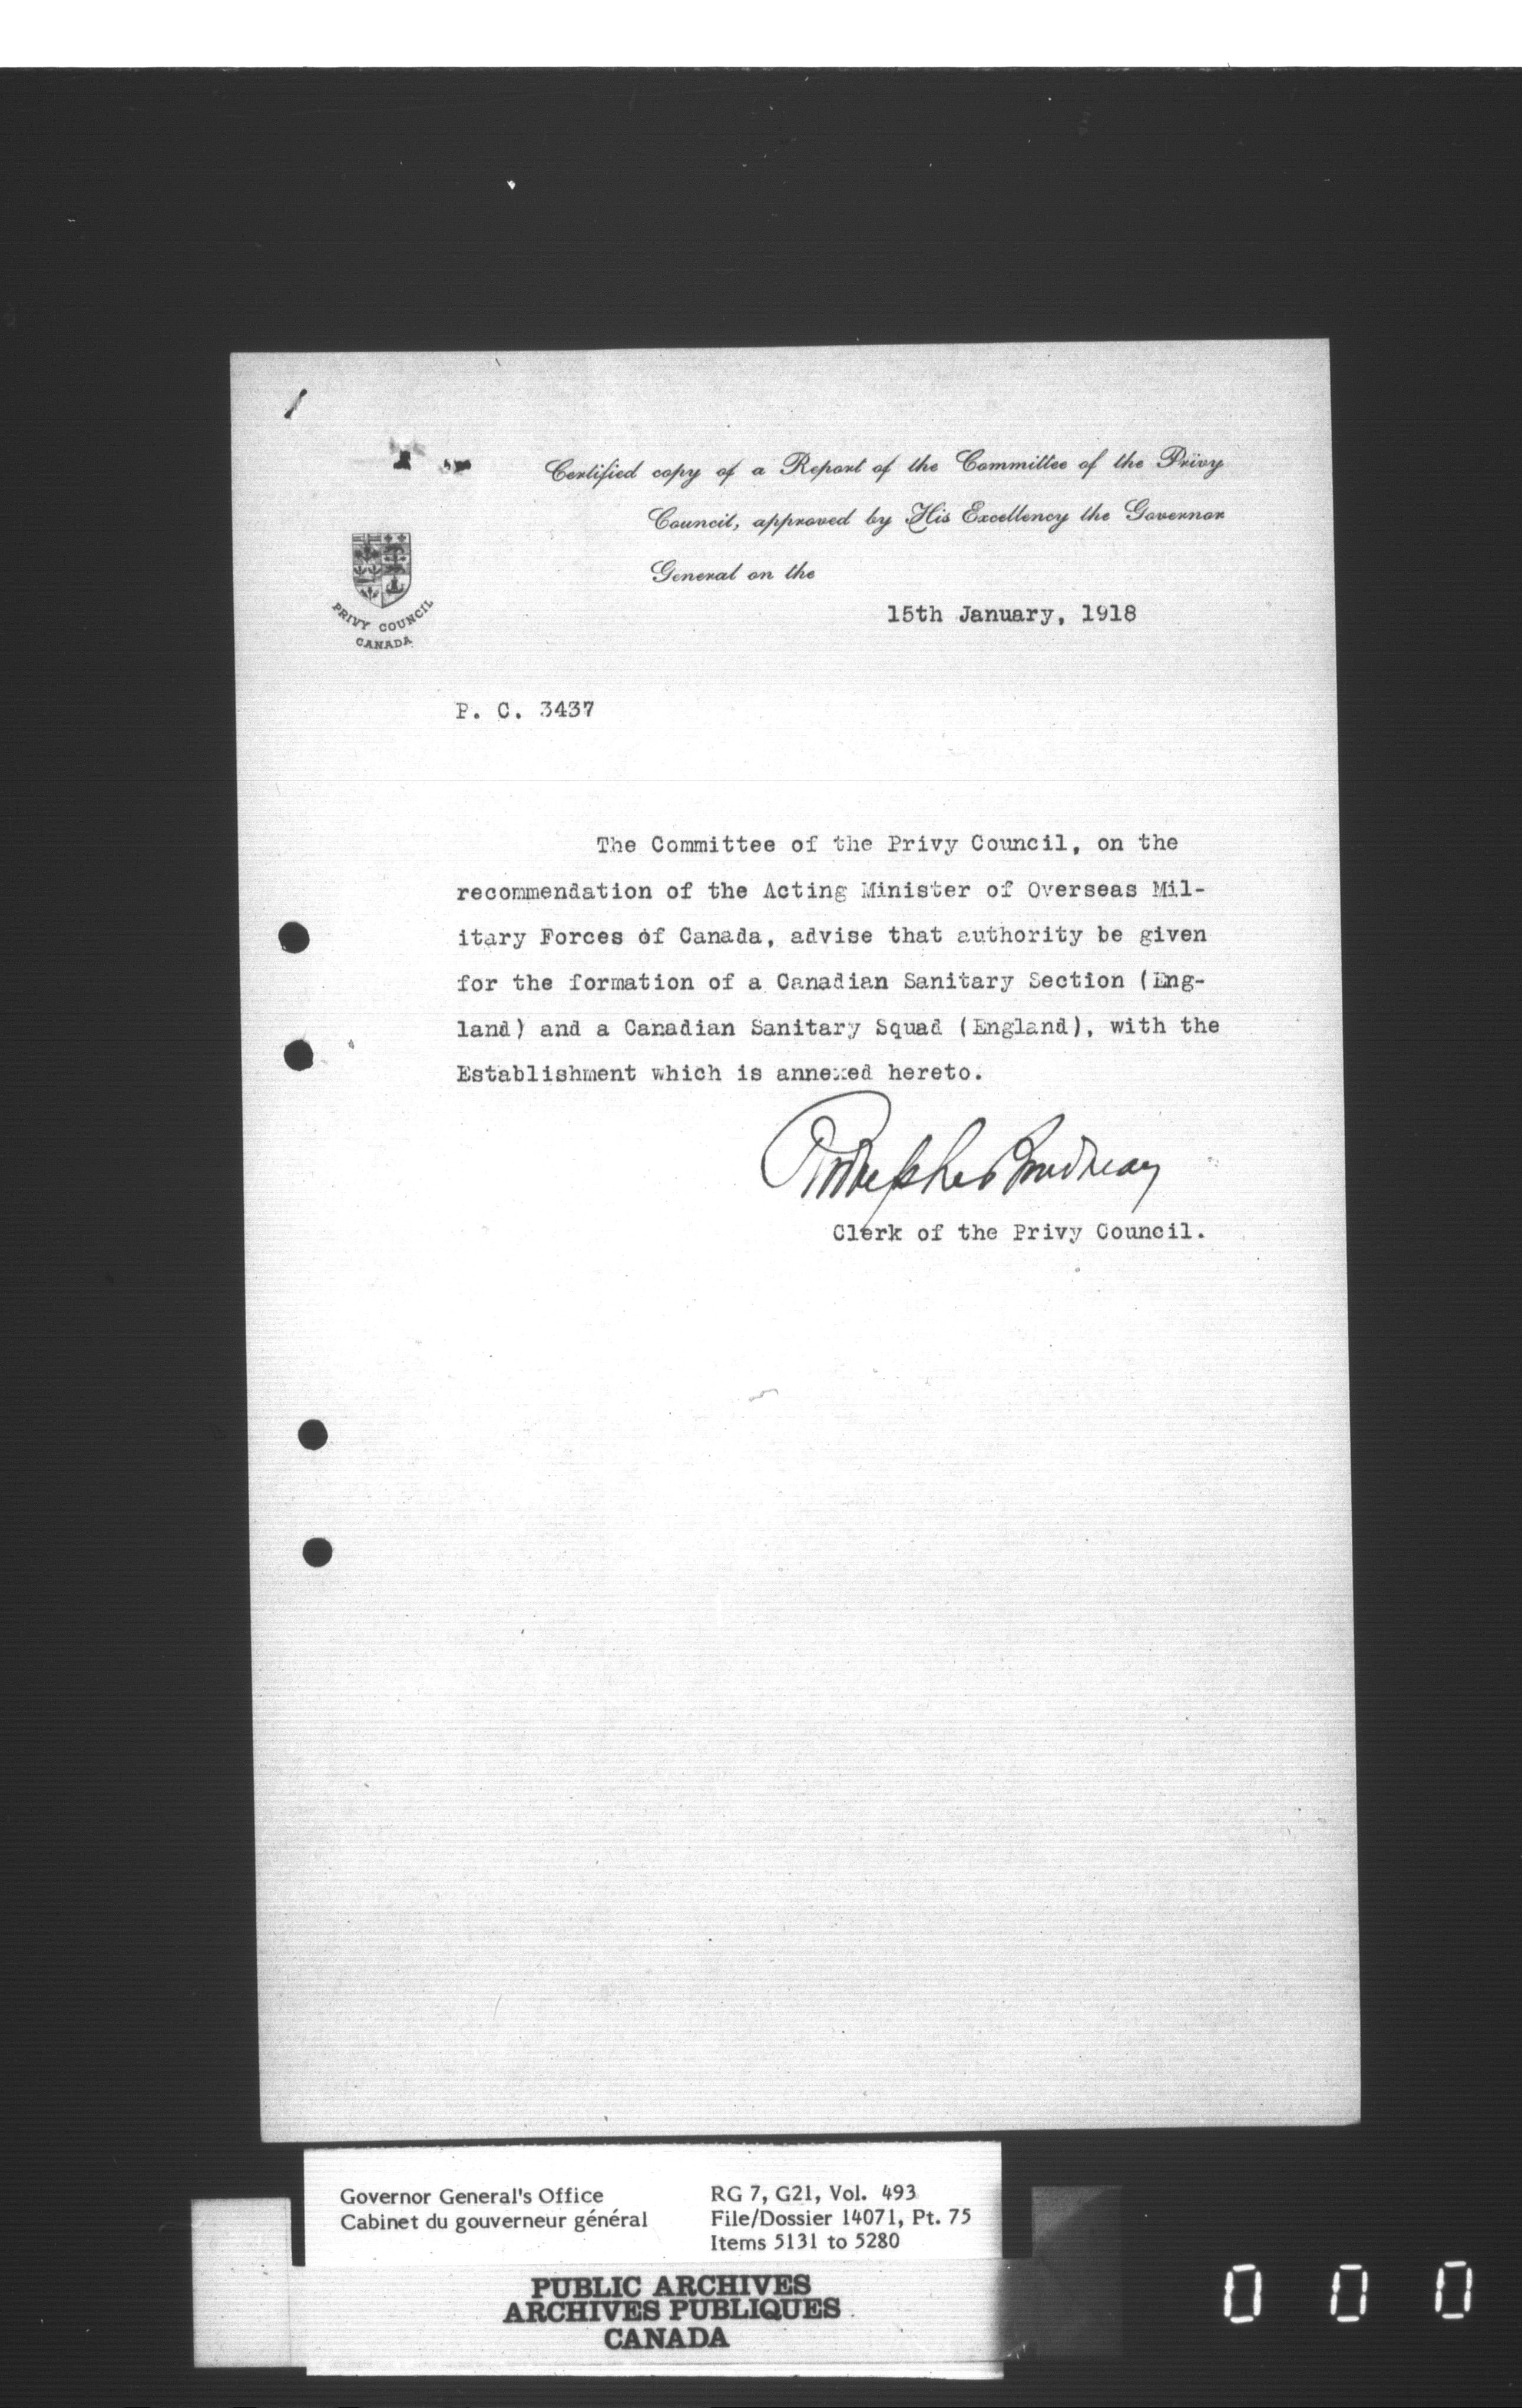 Certified copy of a Report of the Committee of the Privy
Council, approved by His Excellency the Governor
General on the
15th January, 1918
PRIVY COUNCIL
CANADA
P. C. 3437
The Committee of the Privy Council, on the
recommendation of the Acting Minister of Overseas Mil-
itary Forces of Canada, advise that authority be given
for the formation of a Canadian Sanitary Section (Eng-
land) and a Canadian Sanitary Squad (England), with the
Establishment which is annexed hereto.
Rodolphe Boudreau
Clerk of the Privy Council.
Governor General's Office
Cabinet du gouverneur général
RG 7, G21, Vol. 493
File/Dossier 14071, Pt. 75
Items 5131 to 5280
PUBLIC ARCHIVES
ARCHIVES PUBLIQUES
CANADA
0 0 0